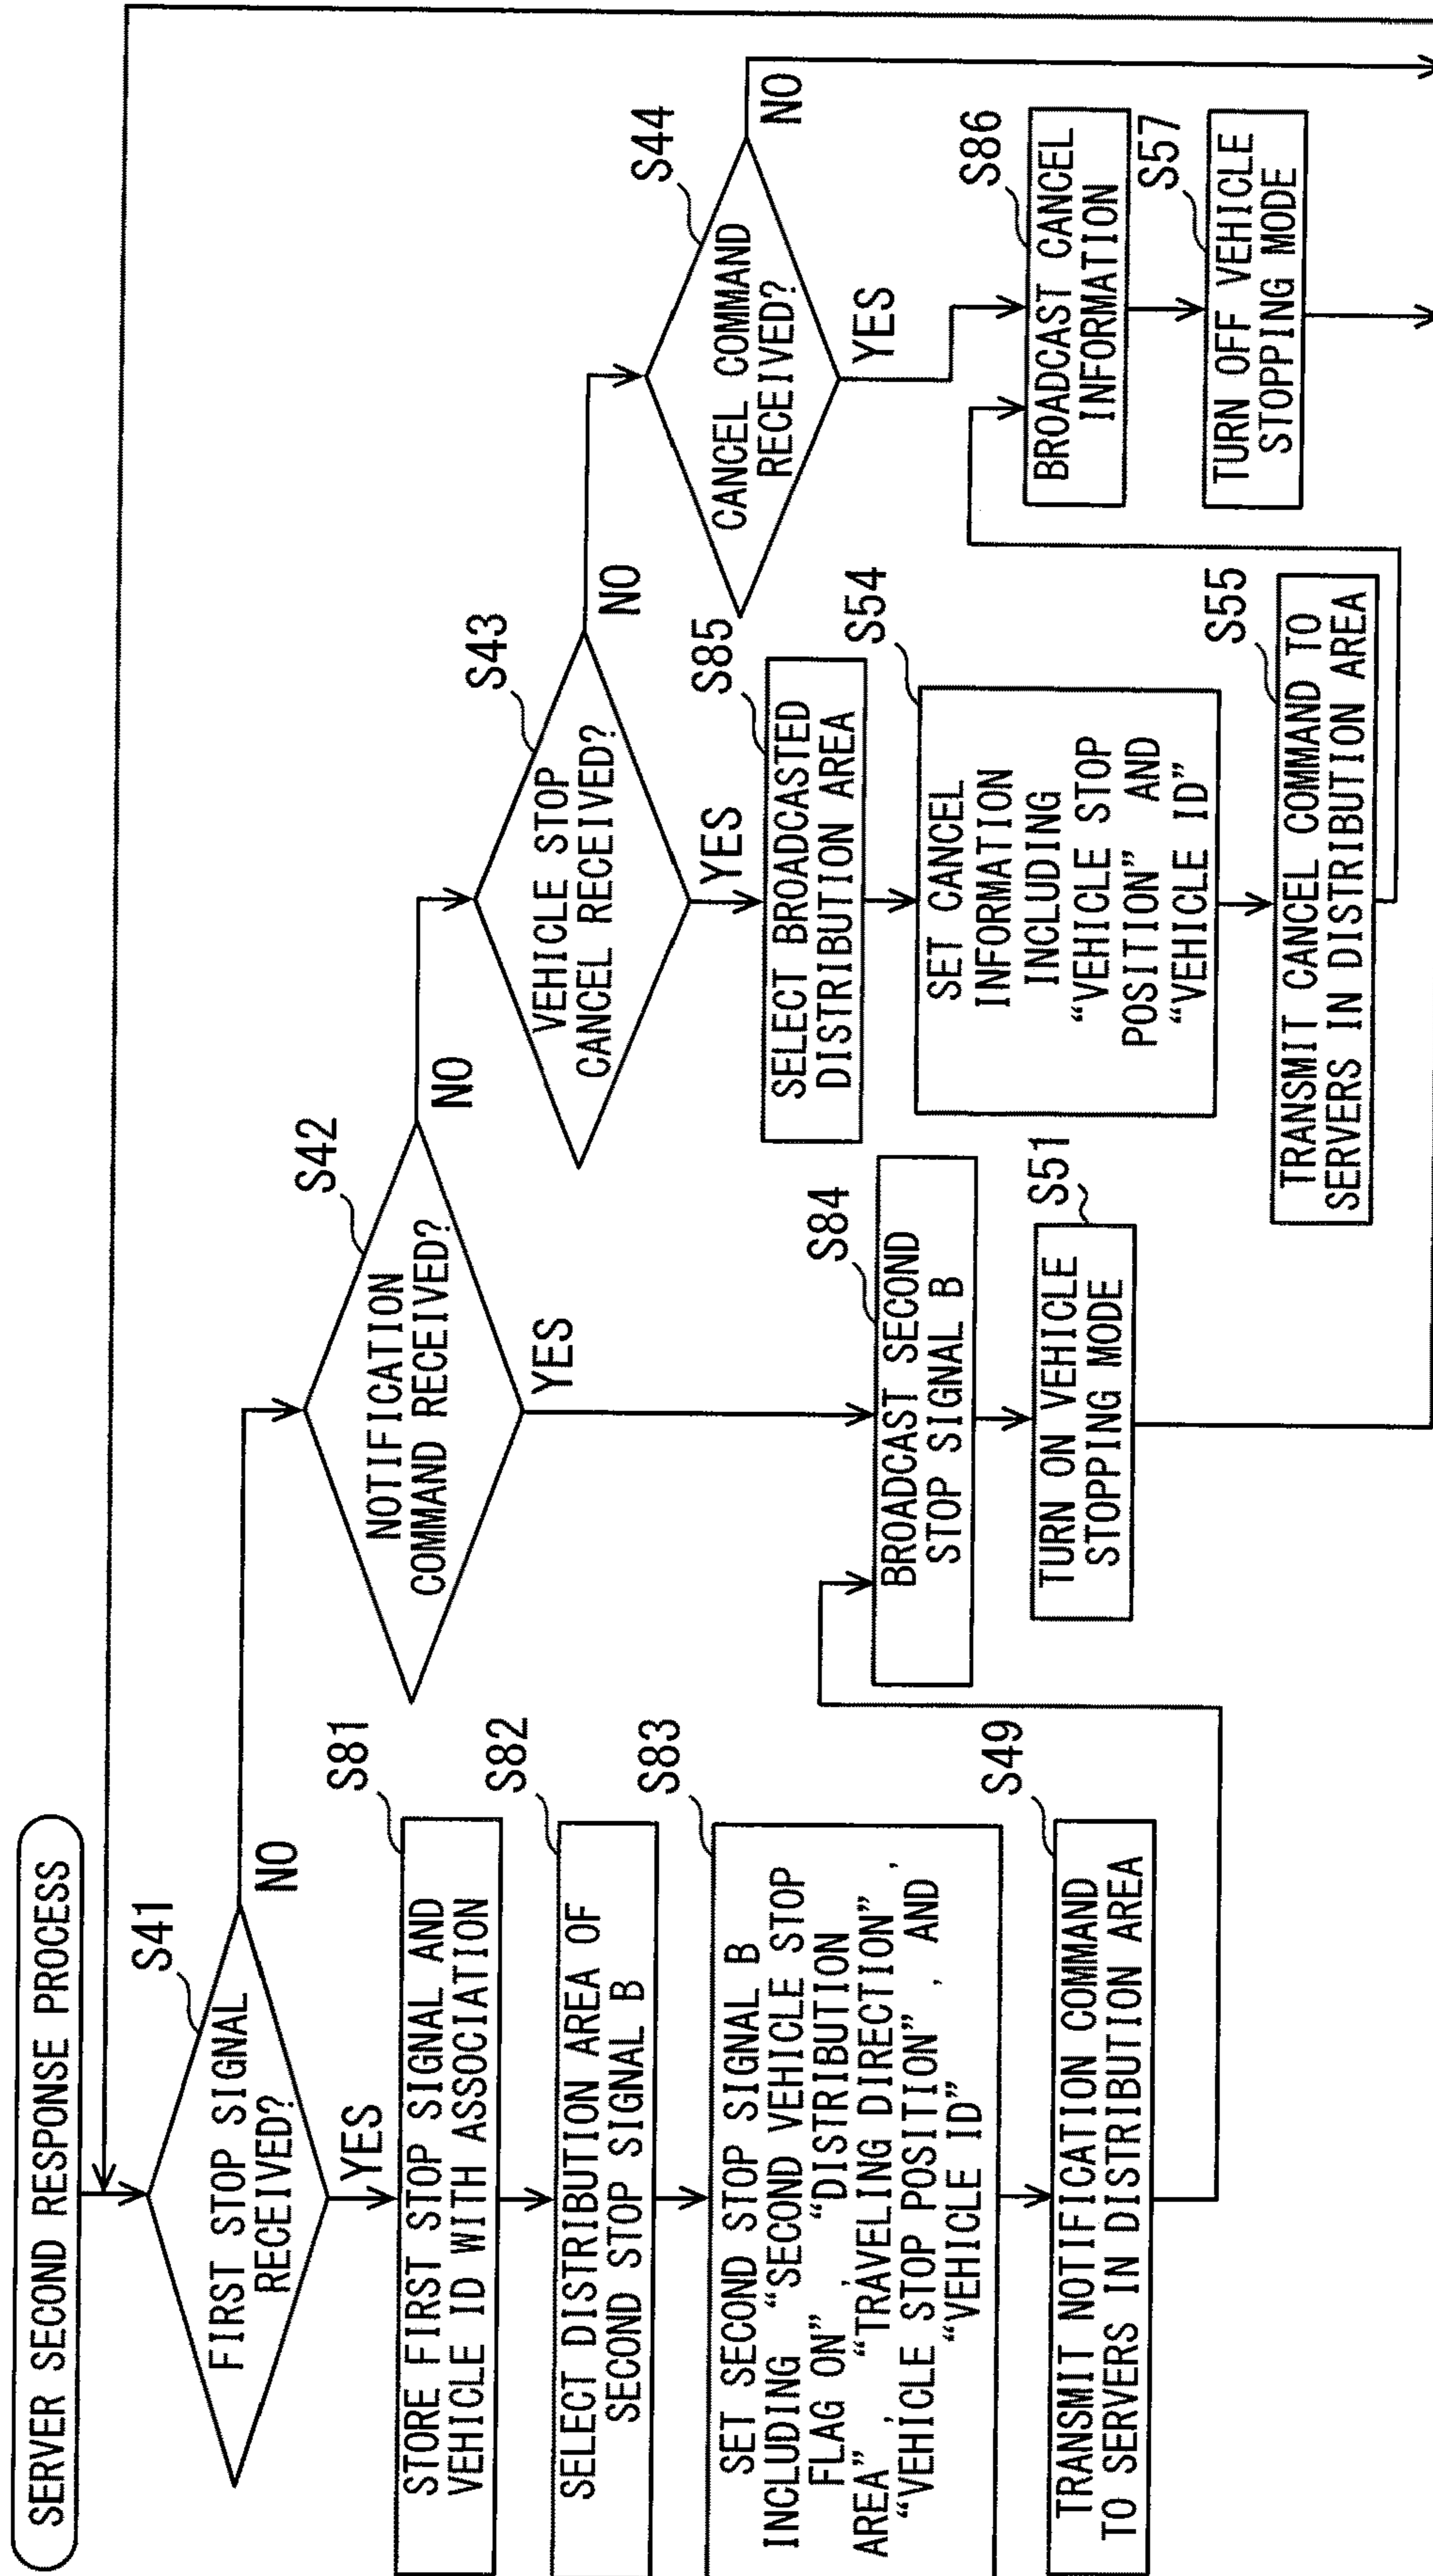 SERVER SECOND RESPONSE PROCESS
S41
FIRST STOP SIGNAL
RECEIVED?
NO
YES
S81
STORE FIRST STOP SIGNAL AND
VEHICLE ID WITH ASSOCIATION
S82
SELECT DISTRIBUTION AREA OF
SECOND STOP SIGNAL B
S83
SET SECOND STOP SIGNAL B
INCLUDING “SECOND VEHICLE STOP
FLAG ON”, “DISTRIBUTION
AREA”, “TRAVELING DIRECTION”,
“VEHICLE STOP POSITION”, AND
“VEHICLE ID”
S49
TRANSMIT NOTIFICATION COMMAND
TO SERVERS IN DISTRIBUTION AREA
S42
NOTIFICATION
COMMAND RECEIVED?
NO
YES
S84
BROADCAST SECOND
STOP SIGNAL B
S51
TURN ON VEHICLE
STOPPING MODE
S43
VEHICLE STOP
CANCEL RECEIVED?
NO
YES
S85
SELECT BROADCASTED
DISTRIBUTION AREA
S54
SET CANCEL
INFORMATION
INCLUDING
“VEHICLE STOP
POSITION” AND
“VEHICLE ID”
S55
TRANSMIT CANCEL COMMAND TO
SERVERS IN DISTRIBUTION AREA
S44
CANCEL COMMAND
RECEIVED?
NO
YES
S86
BROADCAST CANCEL
INFORMATION
S57
TURN OFF VEHICLE
STOPPING MODE